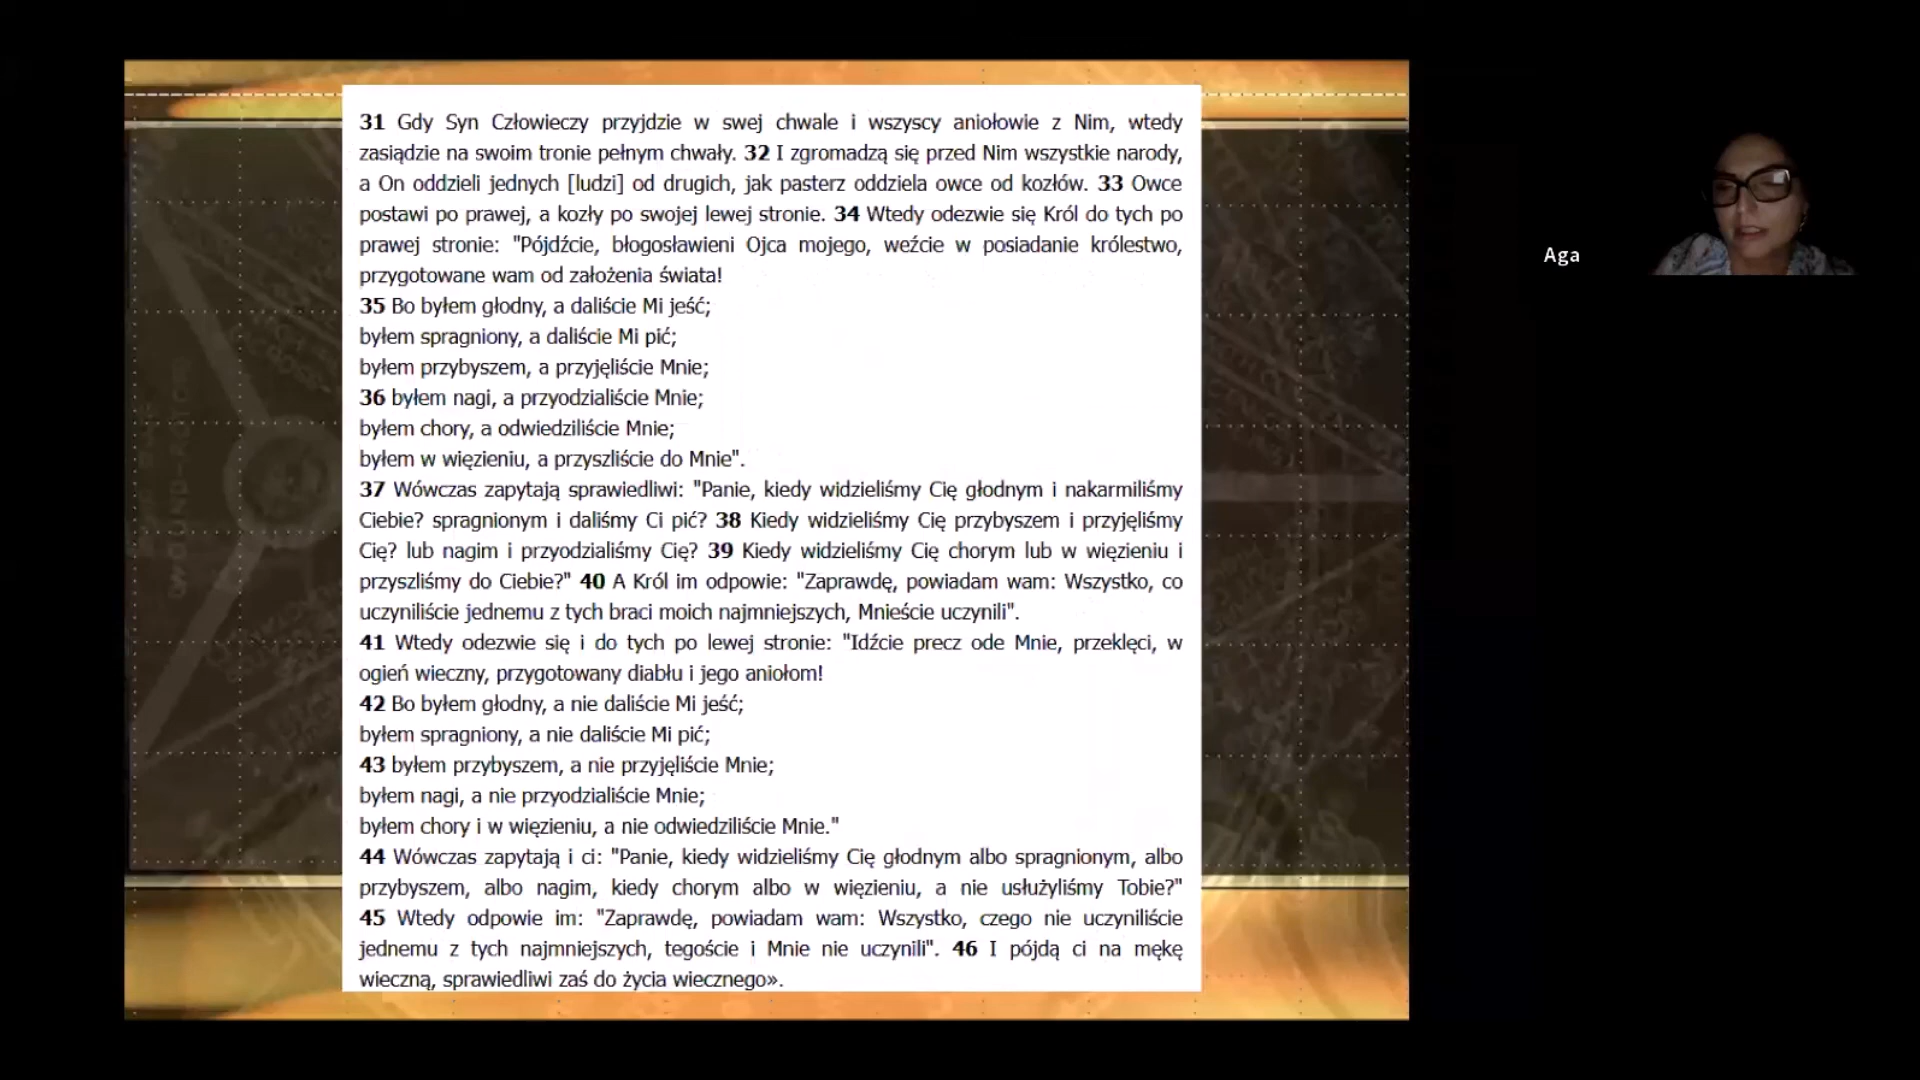 31 Gdy Syn Człowieczy przyjdzie w swej chwale i wszyscy aniołowie z Nim, wtedy
zasiądzie na swoim tronie pełnym chwały. 32 I zgromadzą się przed Nim wszystkie narody,
a On oddzieli jednych [ludzi] od drugich, jak pasterz oddziela owce od kozłów. 33 Owce
postawi po prawej, a kozły po swojej lewej stronie. 34 Wtedy odezwie się Król do tych po
prawej stronie: "Pójdźcie, błogosławieni Ojca mojego, weźcie w posiadanie królestwo,
przygotowane wam od założenia świata!
35 Bo byłem głodny, a daliście Mi jeść;
byłem spragniony, a daliście Mi pić;
byłem przybyszem, a przyjęliście Mnie;
36 byłem nagi, a przyodzialiście Mnie;
byłem chory, a odwiedziliście Mnie;
byłem w więzieniu, a przyszliście do Mnie".
37 Wówczas zapytają sprawiedliwi: "Panie, kiedy widzieliśmy Cię głodnym i nakarmiliśmy
Ciebie? spragnionym i daliśmy Ci pić? 38 Kiedy widzieliśmy Cię przybyszem i przyjęliśmy
Cię? lub nagim i przyodzialiśmy Cię? 39 Kiedy widzieliśmy Cię chorym lub w więzieniu i
przyszliśmy do Ciebie?" 40 A Król im odpowie: "Zaprawdę, powiadam wam: Wszystko, co
uczyniliście jednemu z tych braci moich najmniejszych, Mnieście uczynili".
41 Wtedy odezwie się i do tych po lewej stronie: "Idźcie precz ode Mnie, przeklęci, w
ogień wieczny, przygotowany diabłu i jego aniołom!
42 Bo byłem głodny, a nie daliście Mi jeść;
byłem spragniony, a nie daliście Mi pić;
43 byłem przybyszem, a nie przyjęliście Mnie;
byłem nagi, a nie przyodzialiście Mnie;
byłem chory i w więzieniu, a nie odwiedziliście Mnie."
44 Wówczas zapytają i ci: "Panie, kiedy widzieliśmy Cię głodnym albo spragnionym, albo
przybyszem, albo nagim, kiedy chorym albo w więzieniu, a nie usłużyliśmy Tobie?"
45 Wtedy odpowie im: "Zaprawdę, powiadam wam: Wszystko, czego nie uczyniliście
jednemu z tych najmniejszych, tegoście i Mnie nie uczynili". 46 I pójdą ci na mękę
wieczną, sprawiedliwi zaś do życia wiecznego».
Aga